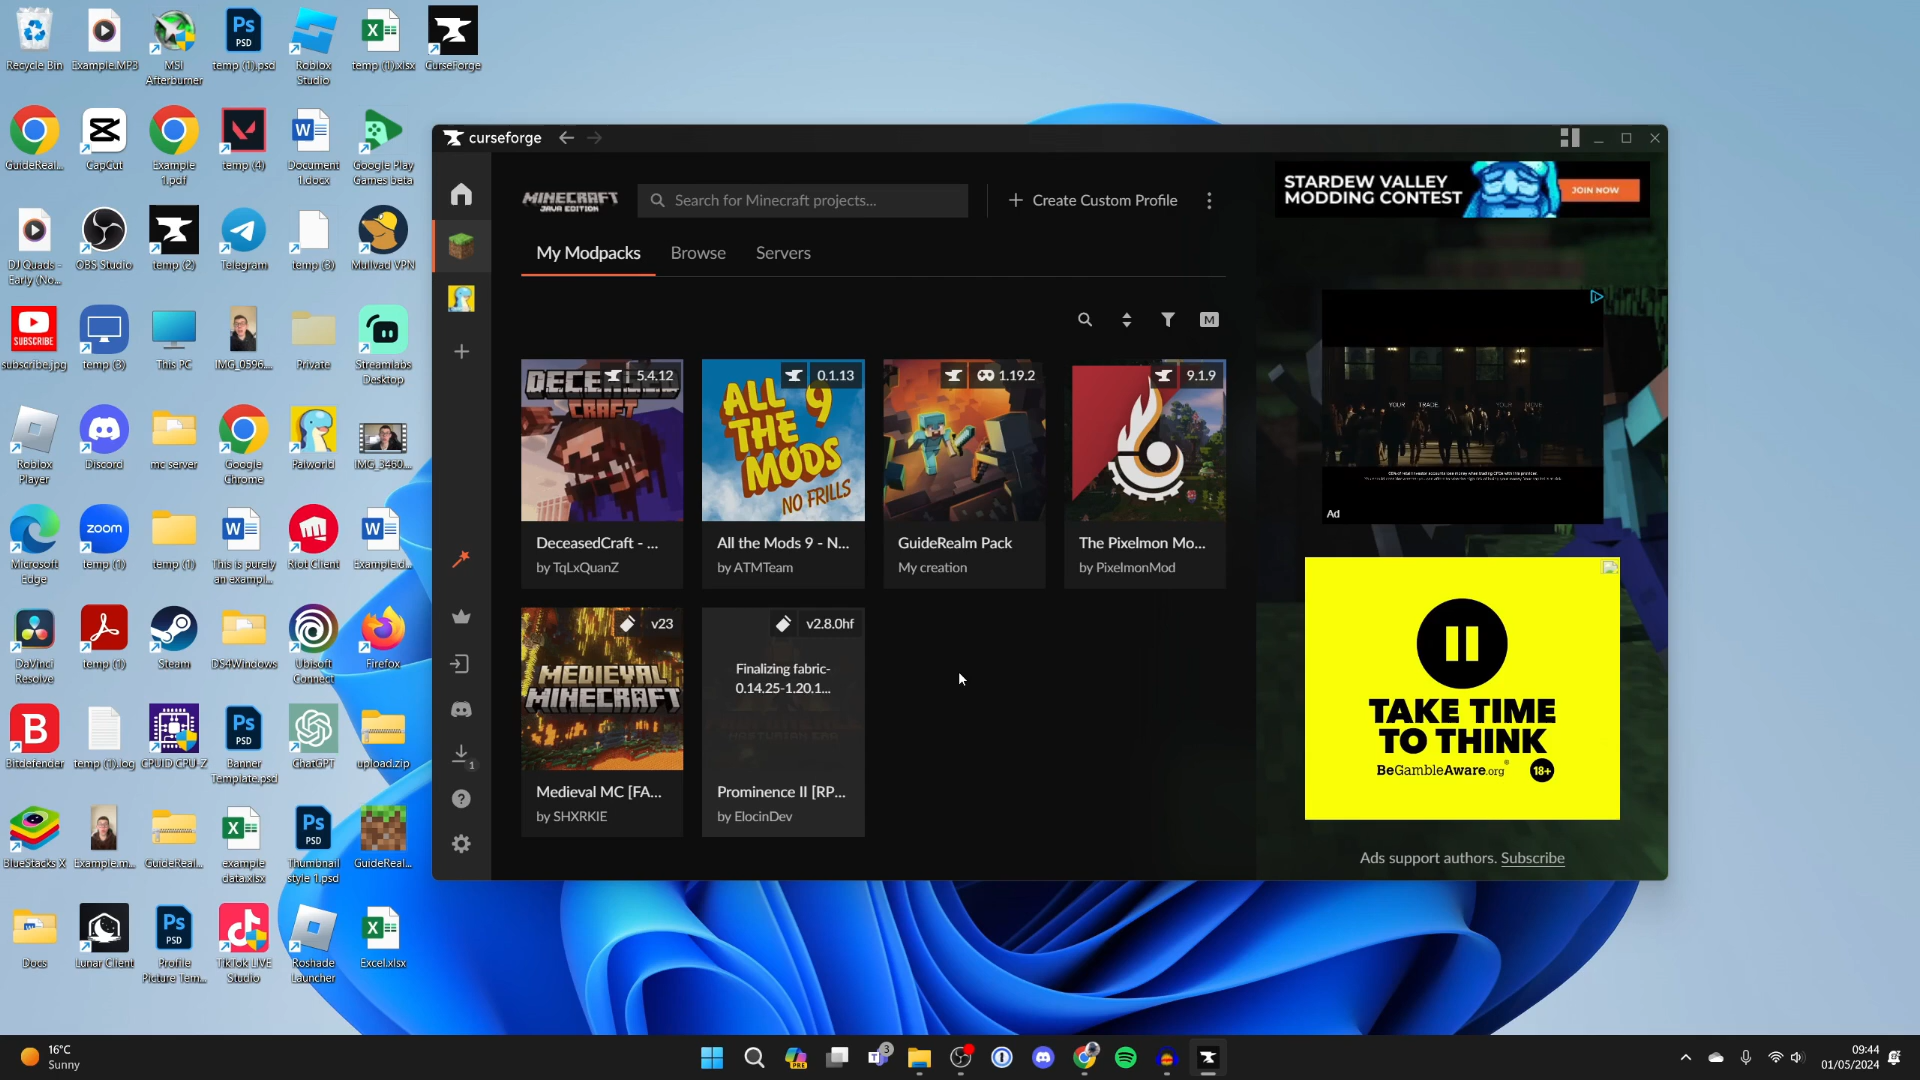 Recycle Bin
Example.MP3
MSI
Afterburner
temp (1).psd
Roblox
Studio
temp (1).xlsx
CurseForge
GuideReal...
CapCut
Example
1.pdf
temp (4)
Document
1.docx
Google Play
Games beta
DJ Quads -
Early (No...
OBS Studio
temp (2)
Telegram
temp (3)
Mullvad VPN
SUBSCRIBE
subscribe.jpg
temp (3)
This PC
IMG_0596....
Private
Streamlabs
Desktop
Roblox
Player
Discord
mc server
Google
Chrome
Palworld
IMG_3460....
zoom
Microsoft
Edge
temp (1)
temp (1)
This is purely
an exampl...
Riot Client
Example.d...
DaVinci
Resolve
temp (1)
Steam
DS4Windows
Ubisoft
Connect
Firefox
Bitdefender
temp (1).log
CPUID CPU-Z
Banner
Template.psd
ChatGPT
upload.zip
BlueStacks X
Example.m...
GuideReal...
example
data.xlsx
Thumbnail
style 1.psd
GuideReal...
Docs
Lunar Client
Profile
Picture Tem...
TikTok LIVE
Studio
Roshade
Launcher
Excel.xlsx
curseforge
MINECRAFT
JAVA EDITION
Search for Minecraft projects...
Create Custom Profile
My Modpacks
Browse
Servers
M
DECEASED
CRAFT
5.4.12
DeceasedCraft - ...
by TqLxQuanZ
0.1.13
ALL
THE 9
MODS
NO FRILLS
All the Mods 9 - N...
by ATMTeam
1.19.2
GuideRealm Pack
My creation
9.1.9
The Pixelmon Mo...
by PixelmonMod
v23
MEDIEVAL
MINECRAFT
Medieval MC [FA...
by SHXRKIE
v2.8.0hf
Finalizing fabric-
0.14.25-1.20.1...
Prominence II [RP...
by ElocinDev
1
STARDEW VALLEY
MODDING CONTEST
JOIN NOW
YOUR TRADE.
YOUR MOVE
Ad
TAKE TIME
TO THINK
BeGambleAware.org®
18+
Ads support authors. Subscribe
16°C
Sunny
PRE
3
09:44
01/05/2024